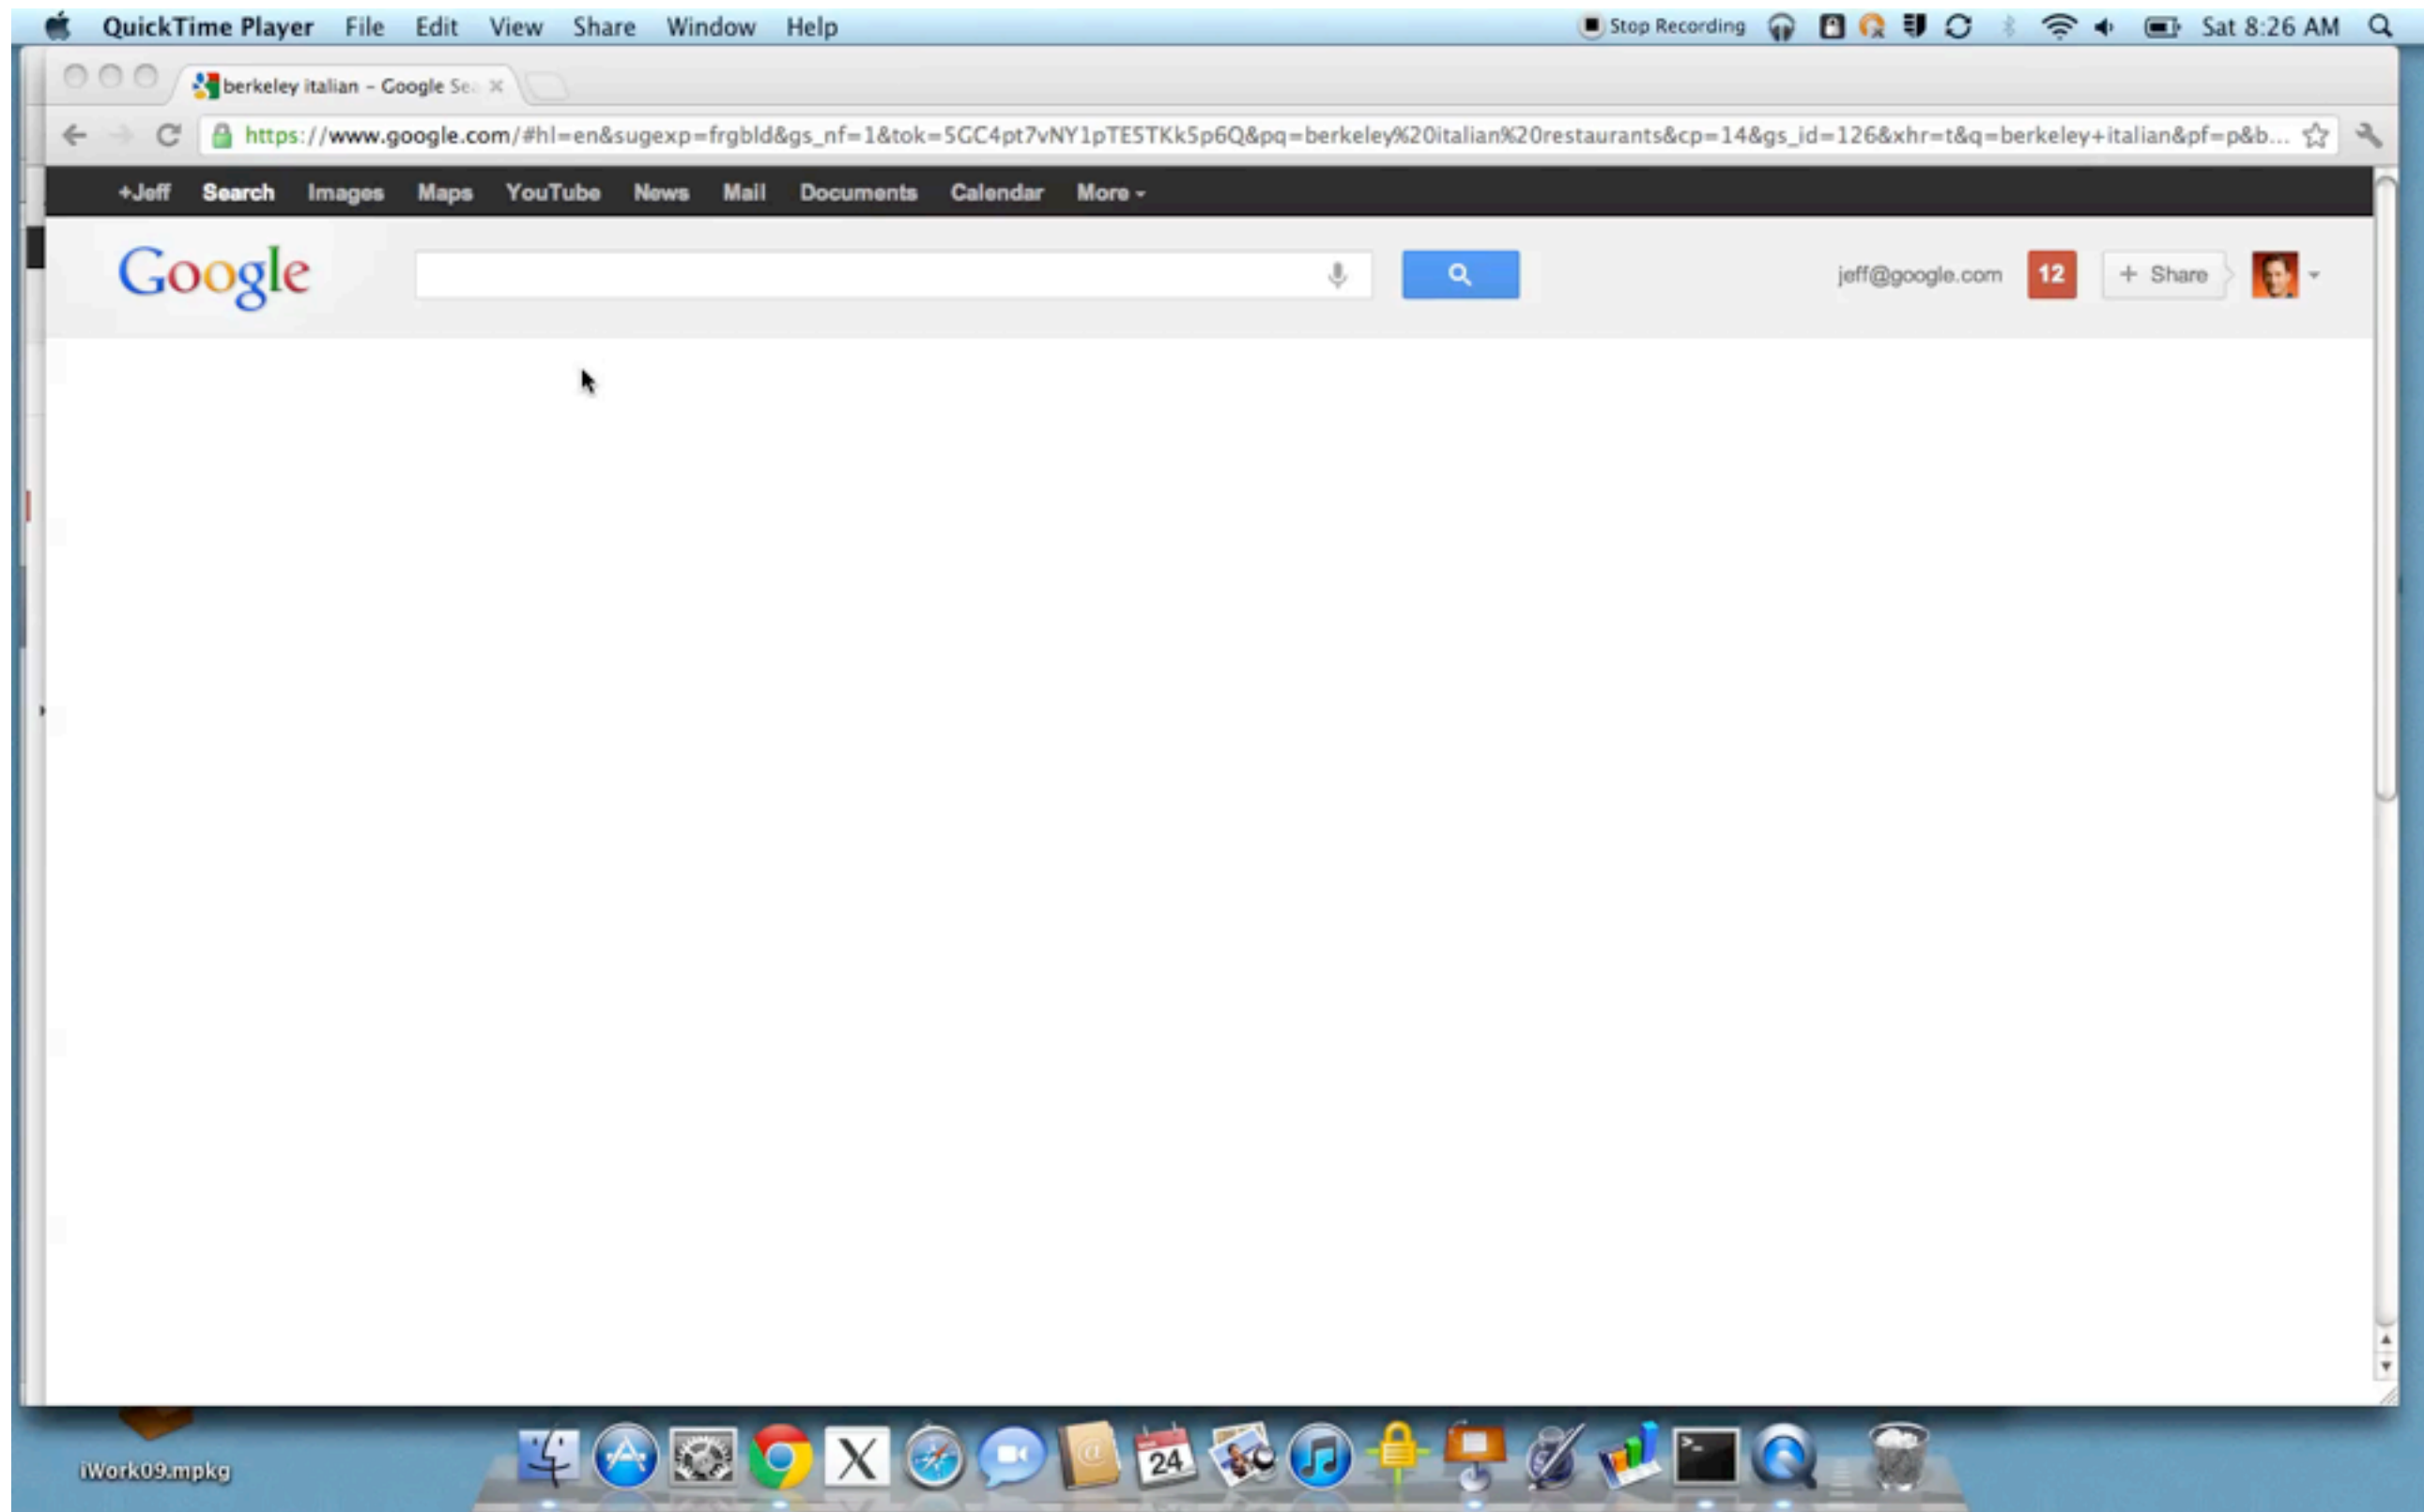 QuickTime Player File Edit View Share Window Help Stop Recording Sat 8:26 AM
berkeley italian – Google Sea
https://www.google.com/#hl=en&sugexp=frgbld&gs_nf=1&tok=5GC4pt7vNY1pTE5TKk5p6Q&pq=berkeley%20italian%20restaurants&cp=14&gs_id=126&xhr=t&q=berkeley+italian&pf=p&b...
+Jeff Search Images Maps YouTube News Mail Documents Calendar More
Google jeff@google.com 12 + Share
24
iWork09.mpkg